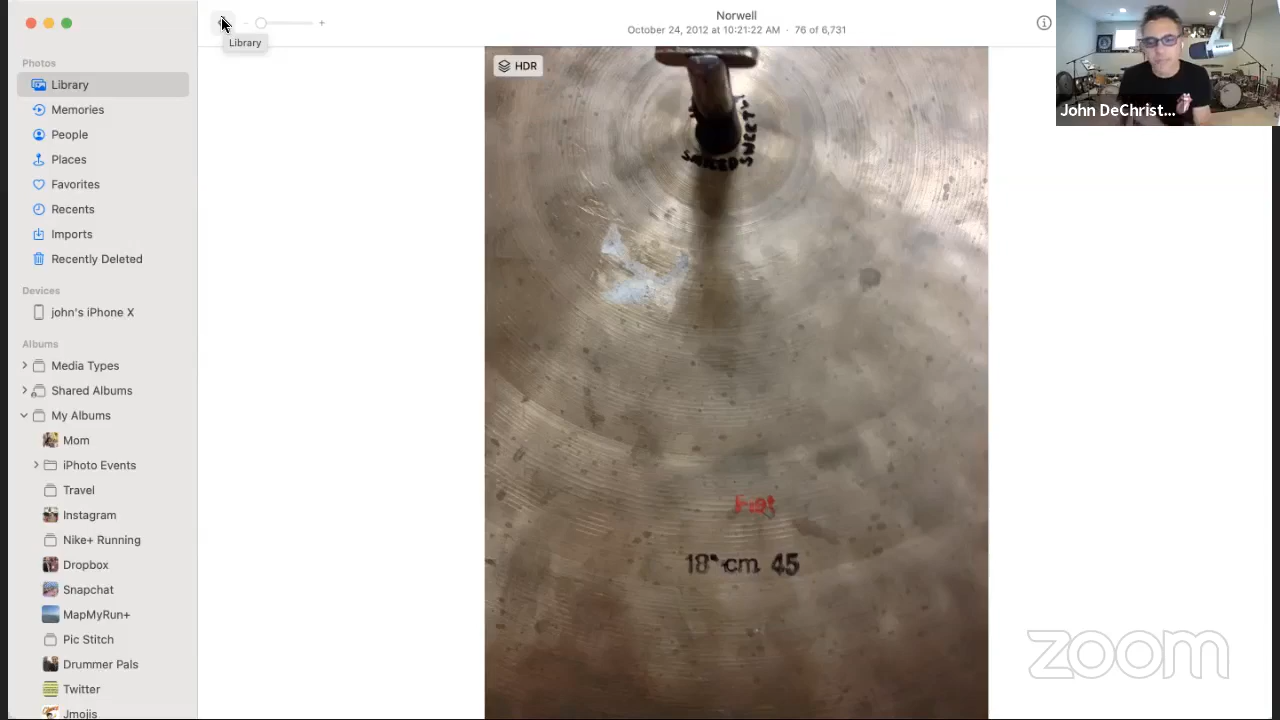 Norwell
October 24, 2012 at 10:21:22 AM · 76 of 6,731
Library
HDR
John DeChrist...
Photos
Library
Memories
People
Places
Favorites
Recents
Imports
Recently Deleted
Devices
john's iPhone X
Albums
Media Types
Shared Albums
My Albums
Mom
iPhoto Events
Travel
Instagram
Nike+ Running
Dropbox
Snapchat
MapMyRun+
Pic Stitch
Drummer Pals
Twitter
Jmojis
SWEET
18" cm 45
zoom